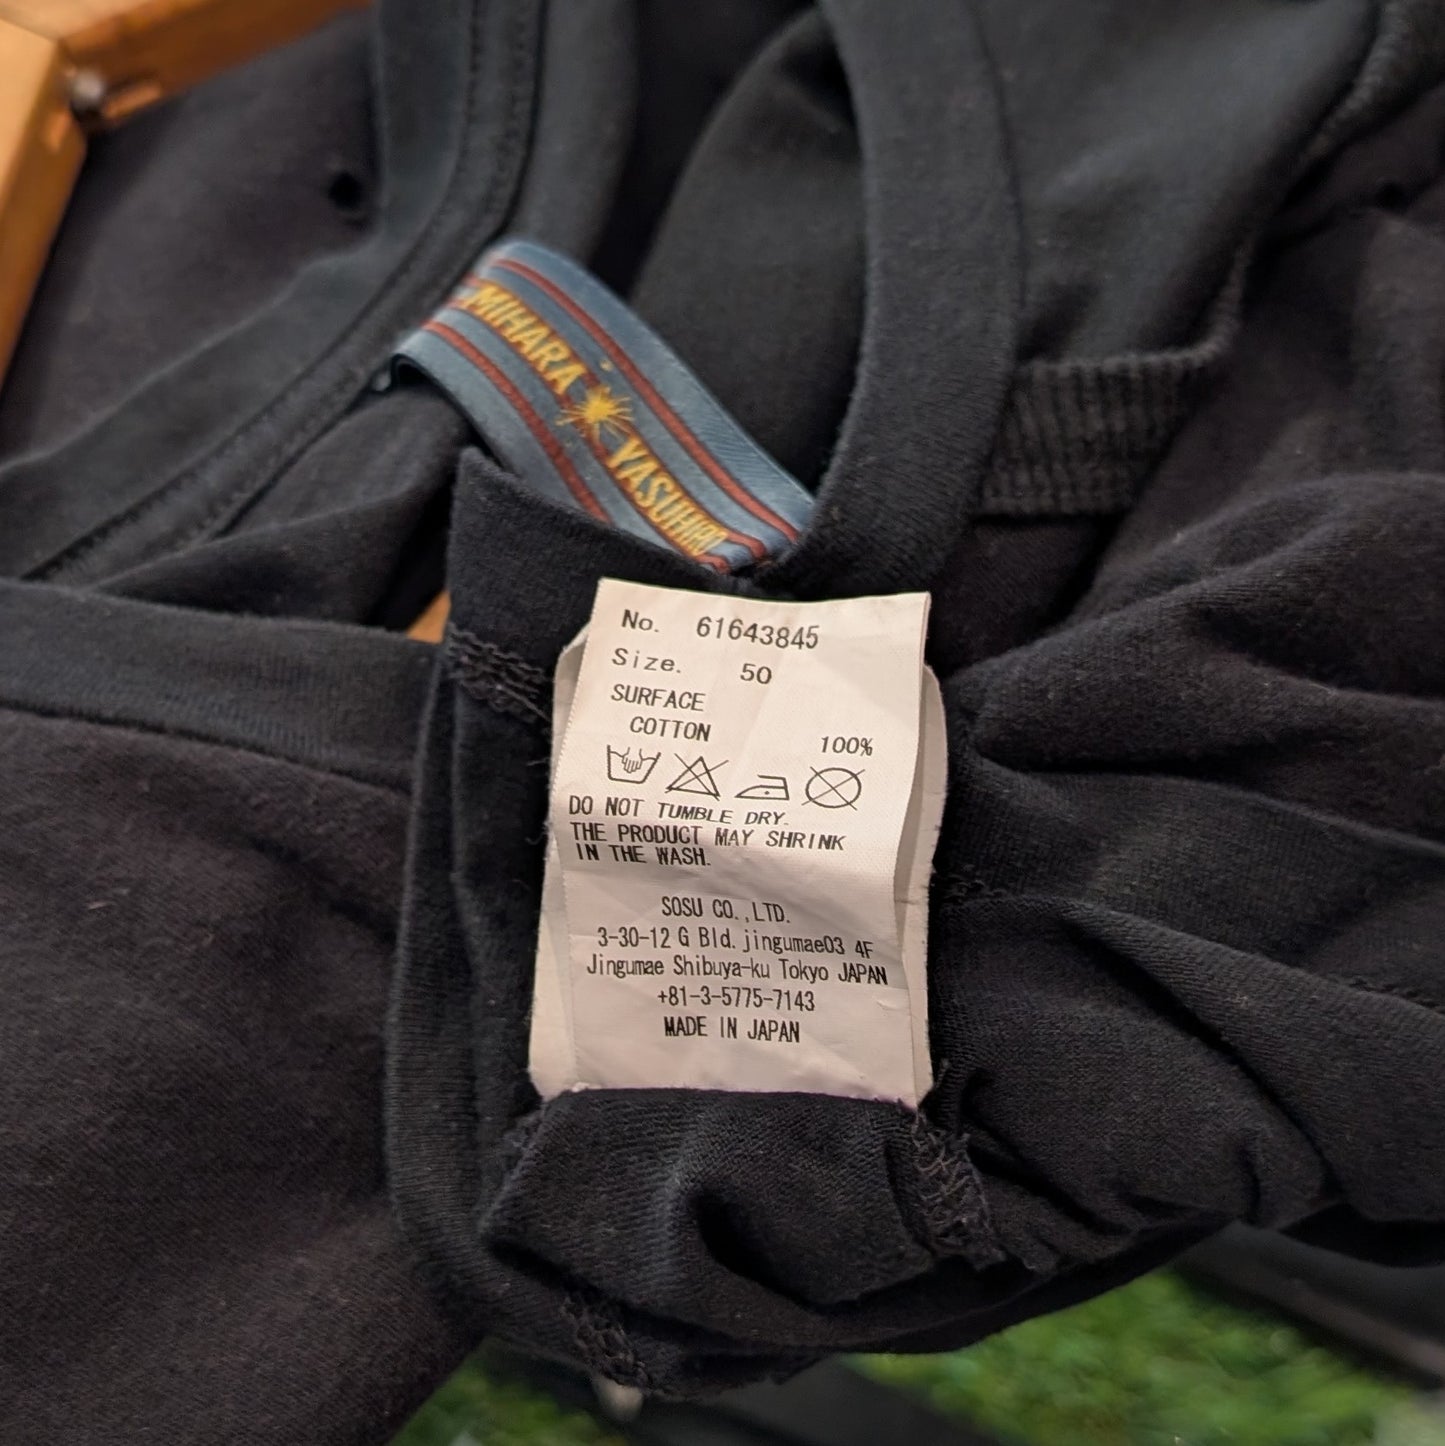 MIHARA YASUHIRO
No. 61643845
Size. 50
SURFACE
COTTON
100%
DO NOT TUMBLE DRY.
THE PRODUCT MAY SHRINK
IN THE WASH.
SOSU CO.,LTD.
3-30-12 G Bld. jingumae03 4F
Jingumae Shibuya-ku Tokyo JAPAN
+81-3-5775-7143
MADE IN JAPAN